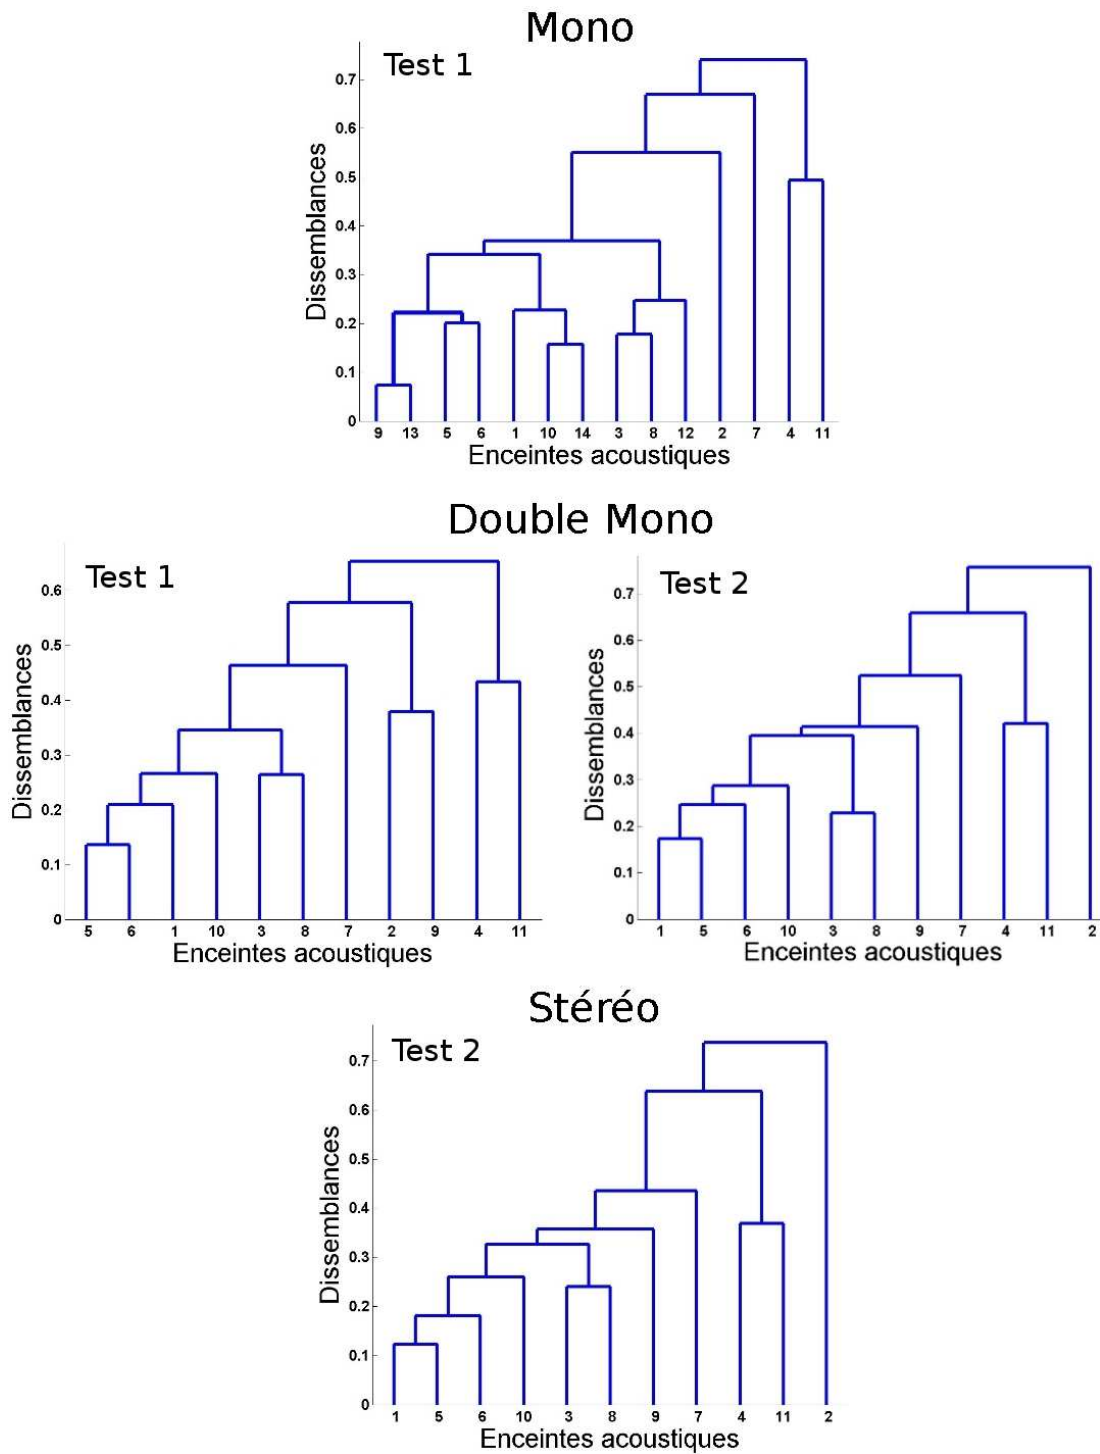 Mono
Test 1
Dissemblances
0.7
0.6
0.5
0.4
0.3
0.2
0.1
0
9 13 5 6 1 10 14 3 8 12 2 7 4 11
Enceintes acoustiques
Double Mono
Test 1
Dissemblances
0.6
0.5
0.4
0.3
0.2
0.1
0
5 6 1 10 3 8 7 2 9 4 11
Enceintes acoustiques
Test 2
Dissemblances
0.7
0.6
0.5
0.4
0.3
0.2
0.1
0
1 5 6 10 3 8 9 7 4 11 2
Enceintes acoustiques
Stéréo
Test 2
Dissemblances
0.7
0.6
0.5
0.4
0.3
0.2
0.1
0
1 5 6 10 3 8 9 7 4 11 2
Enceintes acoustiques